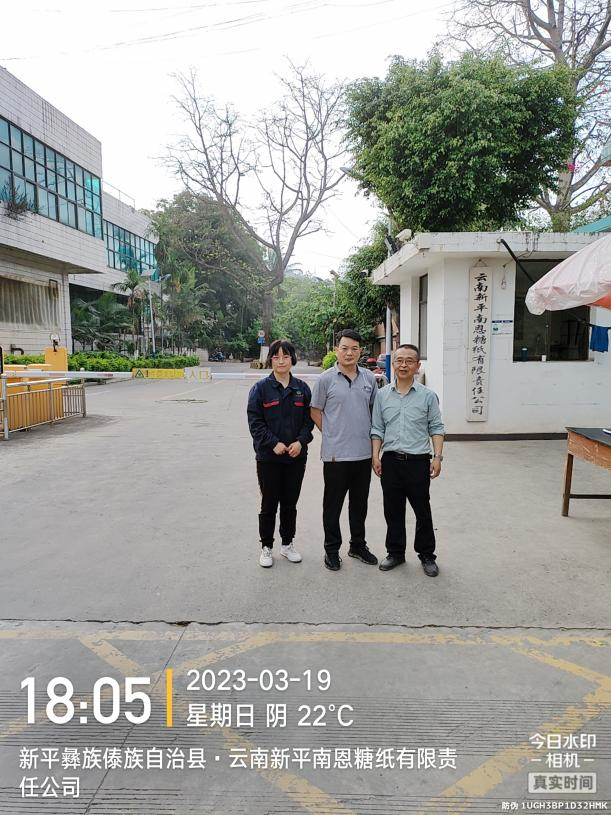 云南新平南恩糖纸有限责任公司
入口
18:05
2023-03-19
星期日 阴 22°C
新平彝族傣族自治县·云南新平南恩糖纸有限责
任公司
今日水印
相机
真实时间
防伪 1UGH3BP1D32HMK